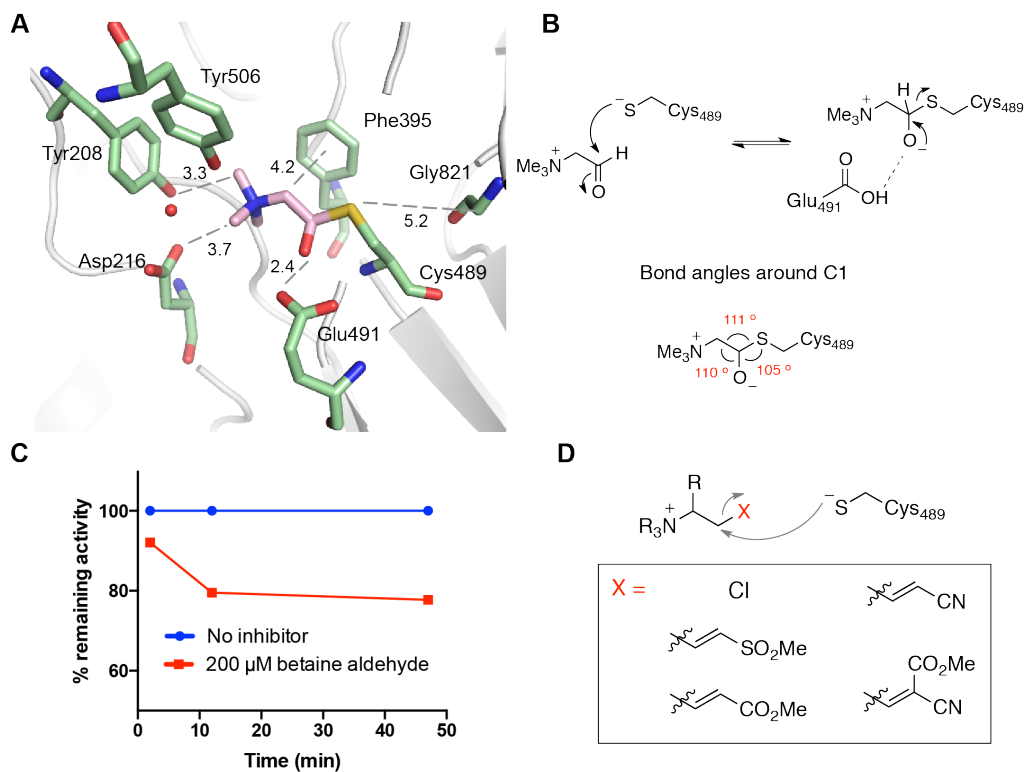 A
Tyr506
Phe395
Tyr208
3.3
4.2
Gly821
5.2
3.7
Asp216
2.4
Cys489
Glu491
B
−S Cys489
Me3N+ H
O
H
Me3N+ S Cys489
O−
O
Glu491 OH
Bond angles around C1
111 °
Me3N+ S Cys489
110 ° 105 °
O−
C
% remaining activity
100
80
60
No inhibitor
200 µM betaine aldehyde
0 10 20 30 40 50
Time (min)
D
R
R3N+ X
−S Cys489
X =
Cl
CN
SO2Me
CO2Me
CO2Me
CN